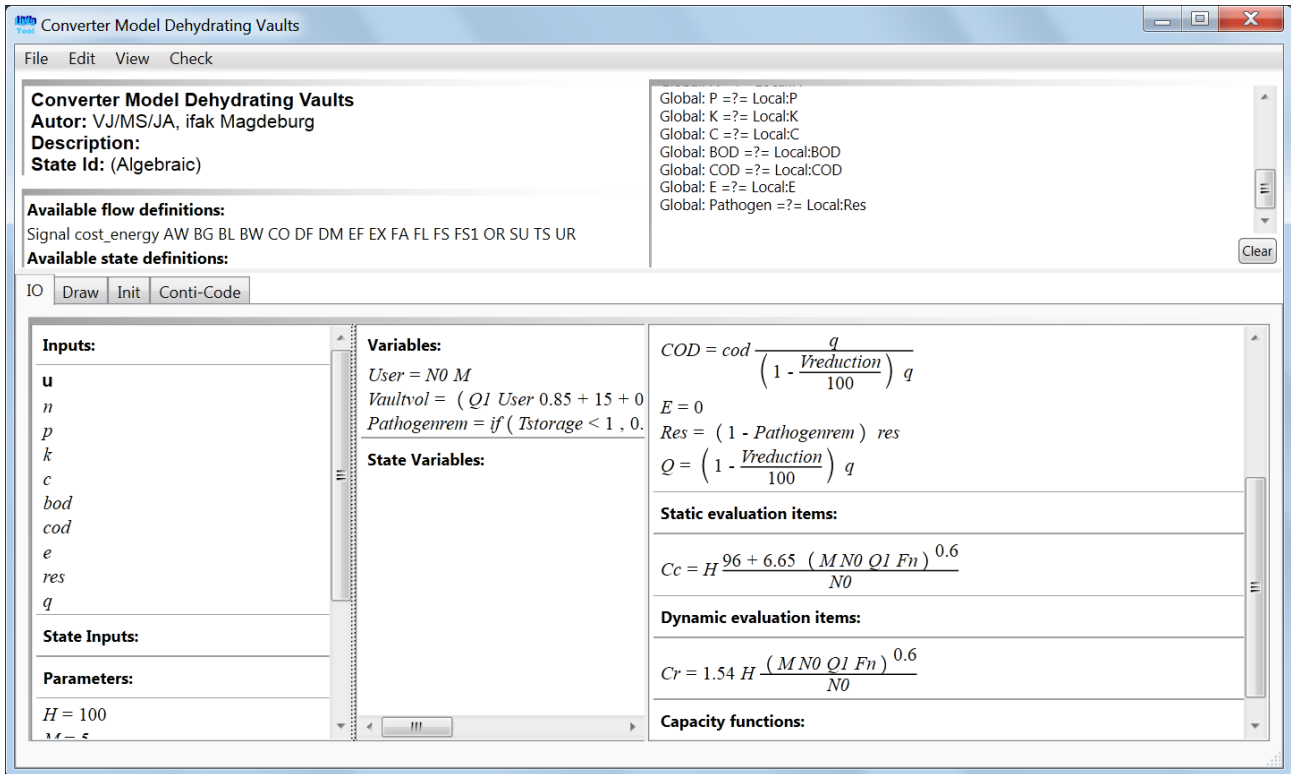 Converter Model Dehydrating Vaults
File Edit View Check
Converter Model Dehydrating Vaults
Autor: VJ/MS/JA, ifak Magdeburg
Description:
State Id: (Algebraic)
Available flow definitions:
Signal cost_energy AW BG BL BW CO DF DM EF EX FA FL FS FS1 OR SU TS UR
Available state definitions:
Global: P =?= Local:P
Global: K =?= Local:K
Global: C =?= Local:C
Global: BOD =?= Local:BOD
Global: COD =?= Local:COD
Global: E =?= Local:E
Global: Pathogen =?= Local:Res
Clear
IO Draw Init Conti-Code
Inputs:
u
n
p
k
c
bod
cod
e
res
q
State Inputs:
Parameters:
H = 100
M = 5
Variables:
User = N0 M
Vaultvol = ( Q1 User 0.85 + 15 + 0
Pathogenrem = if ( Tstorage < 1 , 0.
State Variables:
COD = cod q / ( ( 1 - Vreduction / 100 ) q )
E = 0
Res = ( 1 - Pathogenrem ) res
Q = ( 1 - Vreduction / 100 ) q
Static evaluation items:
Cc = H 96 + 6.65 ( M N0 Q1 Fn ) 0.6 / N0
Dynamic evaluation items:
Cr = 1.54 H ( M N0 Q1 Fn ) 0.6 / N0
Capacity functions: